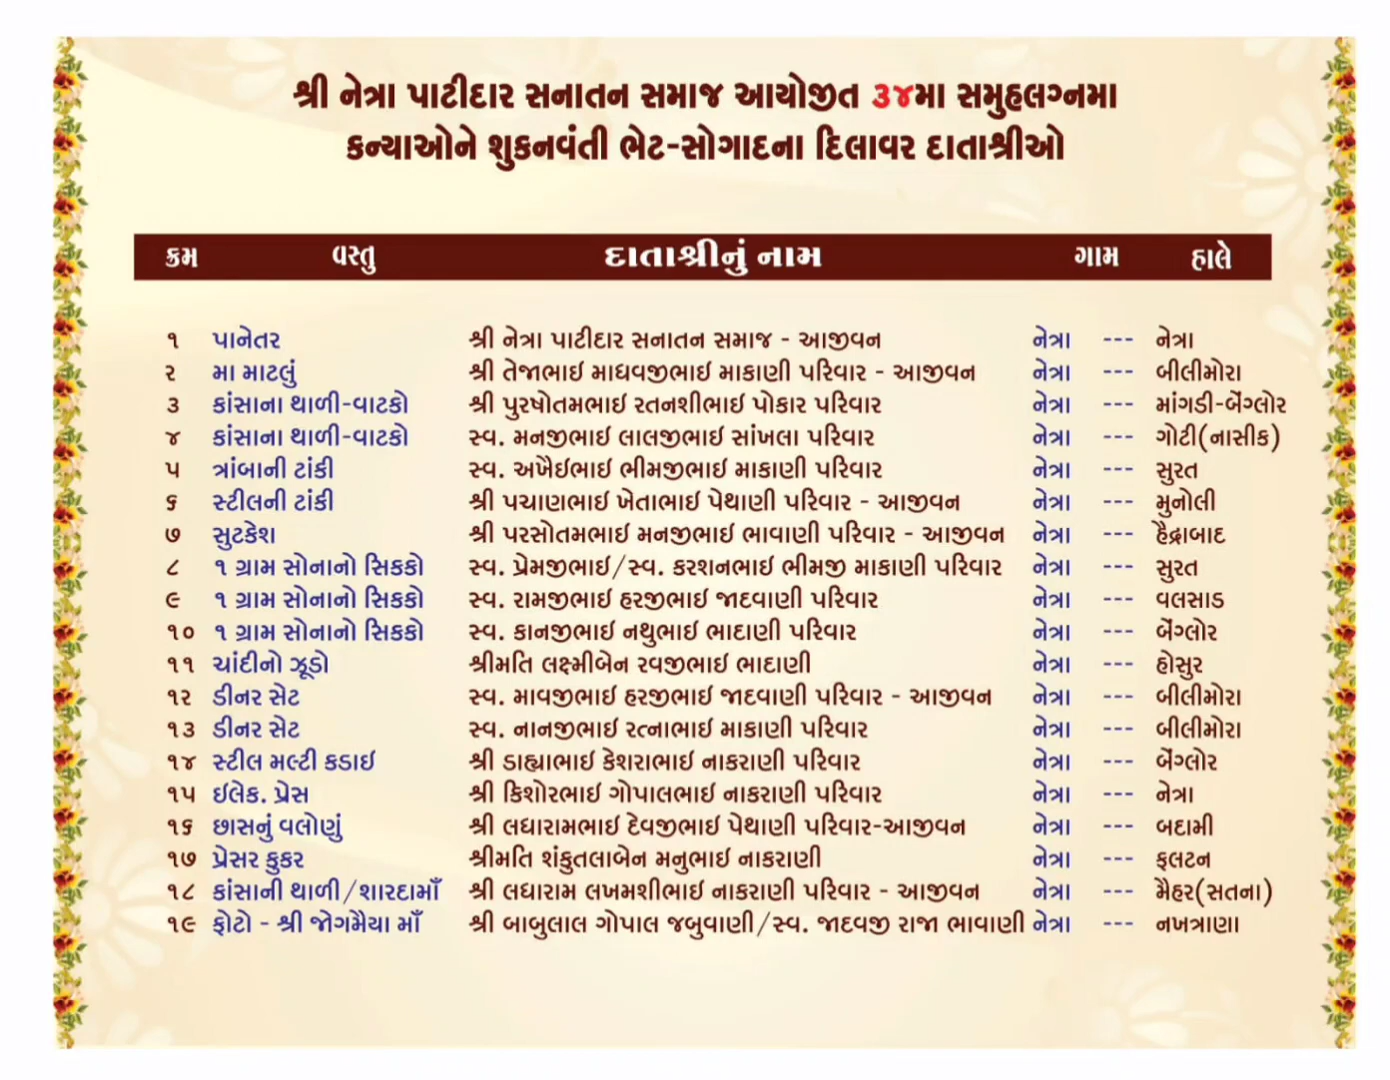 શ્રી નેત્રા પાટીદાર સનાતન સમાજ આયોજીત ૩૪મા સમુહલગ્નમા
કન્યાઓને શુકનવંતી ભેટ-સોગાદના દિલાવર દાતાશ્રીઓ
ક્રમ વસ્તુ દાતાશ્રીનું નામ ગામ હાલે
૧ પાનેતર શ્રી નેત્રા પાટીદાર સનાતન સમાજ - આજીવન નેત્રા --- નેત્રા
૨ મા માટલું શ્રી તેજાભાઈ માધવજીભાઈ માકાણી પરિવાર - આજીવન નેત્રા --- બીલીમોરા
૩ કાંસાના થાળી-વાટકો શ્રી પુરષોતમભાઈ રતનશીભાઈ પોકાર પરિવાર નેત્રા --- માંગડી-બેંગ્લોર
૪ કાંસાના થાળી-વાટકો સ્વ. મનજીભાઈ લાલજીભાઈ સાંખલા પરિવાર નેત્રા --- ગોટી(નાસીક)
૫ ત્રાંબાની ટાંકી સ્વ. અખૈઈભાઈ ભીમજીભાઈ માકાણી પરિવાર નેત્રા --- સુરત
૬ સ્ટીલની ટાંકી શ્રી પચાણભાઈ ખેતાભાઈ પેથાણી પરિવાર - આજીવન નેત્રા --- મુનોલી
૭ સુટકેશ શ્રી પરસોતમભાઈ મનજીભાઈ ભાવાણી પરિવાર - આજીવન નેત્રા --- હૈદ્રાબાદ
૮ ૧ ગ્રામ સોનાનો સિકકો સ્વ. પ્રેમજીભાઈ/સ્વ. કરશનભાઈ ભીમજી માકાણી પરિવાર નેત્રા --- સુરત
૯ ૧ ગ્રામ સોનાનો સિકકો સ્વ. રામજીભાઈ હરજીભાઈ જાદવાણી પરિવાર નેત્રા --- વલસાડ
૧૦ ૧ ગ્રામ સોનાનો સિકકો સ્વ. કાનજીભાઈ નથુભાઈ ભાદાણી પરિવાર નેત્રા --- બેંગ્લોર
૧૧ ચાંદીનો ઝૂડો શ્રીમતિ લક્ષ્મીબેન રવજીભાઈ ભાદાણી નેત્રા --- હોસુર
૧૨ ડીનર સેટ સ્વ. માવજીભાઈ હરજીભાઈ જાદવાણી પરિવાર - આજીવન નેત્રા --- બીલીમોરા
૧૩ ડીનર સેટ સ્વ. નાનજીભાઈ રત્નાભાઈ માકાણી પરિવાર નેત્રા --- બીલીમોરા
૧૪ સ્ટીલ મલ્ટી કડાઈ શ્રી ડાહ્યાભાઈ કેશરાભાઈ નાકરાણી પરિવાર નેત્રા --- બેંગ્લોર
૧૫ ઈલેક. પ્રેસ શ્રી કિશોરભાઈ ગોપાલભાઈ નાકરાણી પરિવાર નેત્રા --- નેત્રા
૧૬ છાસનું વલોણું શ્રી લધારામભાઈ દેવજીભાઈ પેથાણી પરિવાર-આજીવન નેત્રા --- બદામી
૧૭ પ્રેસર કુકર શ્રીમતિ શંકુતલાબેન મનુભાઈ નાકરાણી નેત્રા --- ફલટન
૧૮ કાંસાની થાળી/શારદામાઁ શ્રી લધારામ લખમશીભાઈ નાકરાણી પરિવાર - આજીવન નેત્રા --- મૈહર(સતના)
૧૯ ફોટો - શ્રી જોગમૈયા માઁ શ્રી બાબુલાલ ગોપાલ જબુવાણી/સ્વ. જાદવજી રાજા ભાવાણી નેત્રા --- નખત્રાણા